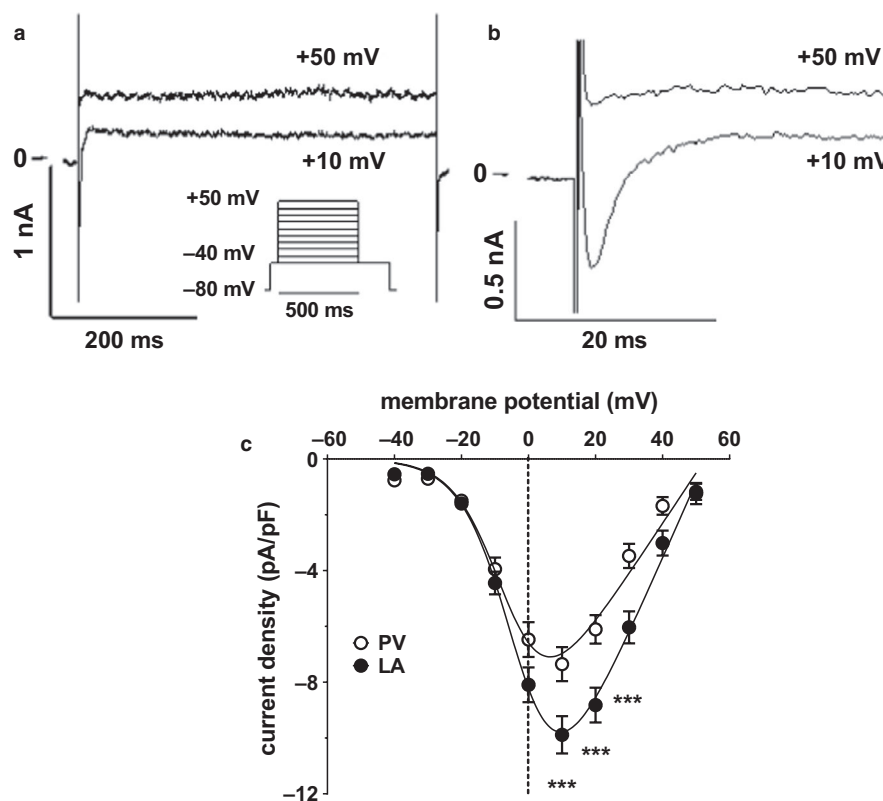 a
+50 mV
0
+10 mV
1 nA
+50 mV
–40 mV
–80 mV
500 ms
200 ms
b
+50 mV
0
+10 mV
0.5 nA
20 ms
c
membrane potential (mV)
–60 –40 –20 0 20 40 60
0
–4
–8
–12
current density (pA/pF)
PV
LA
***
***
***